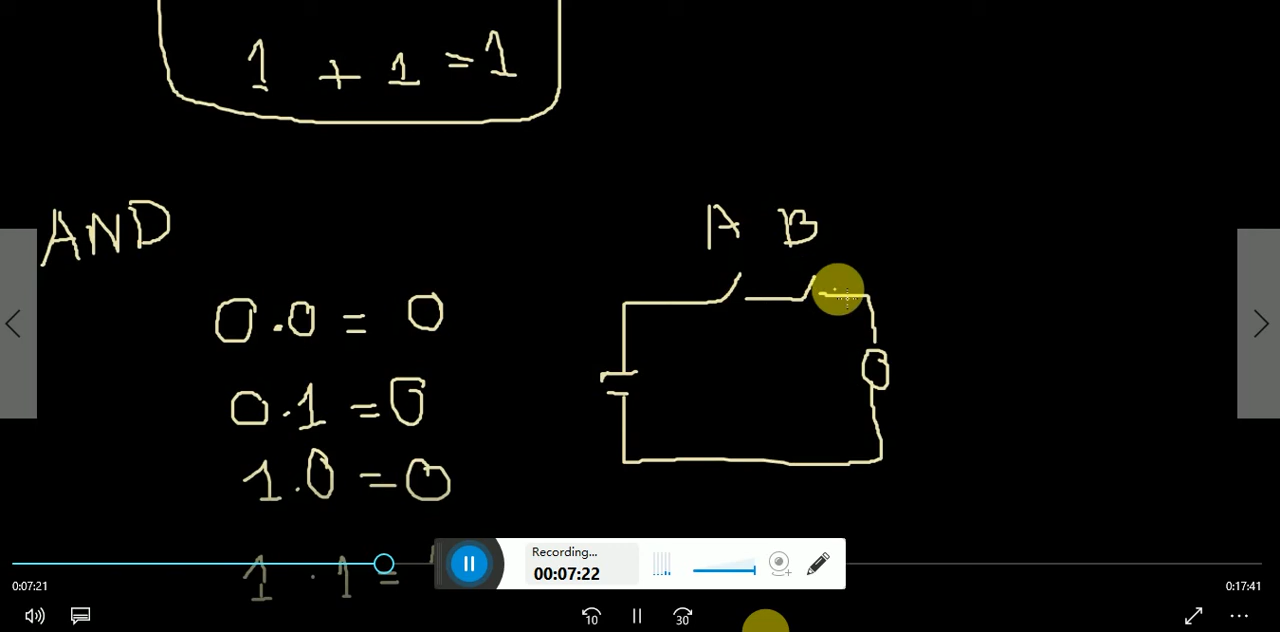 1 + 1 = 1
AND
A B
0.0 = 0
0.1 = 0
1.0 = 0
1 . 1 =
Recording...
00:07:22
0:07:21
0:17:41
10
30